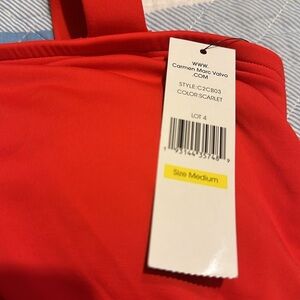 WWW.
Carmen Marc Valvo
.COM
STYLE:C2CB03
COLOR:SCARLET
LOT 4
Size Medium